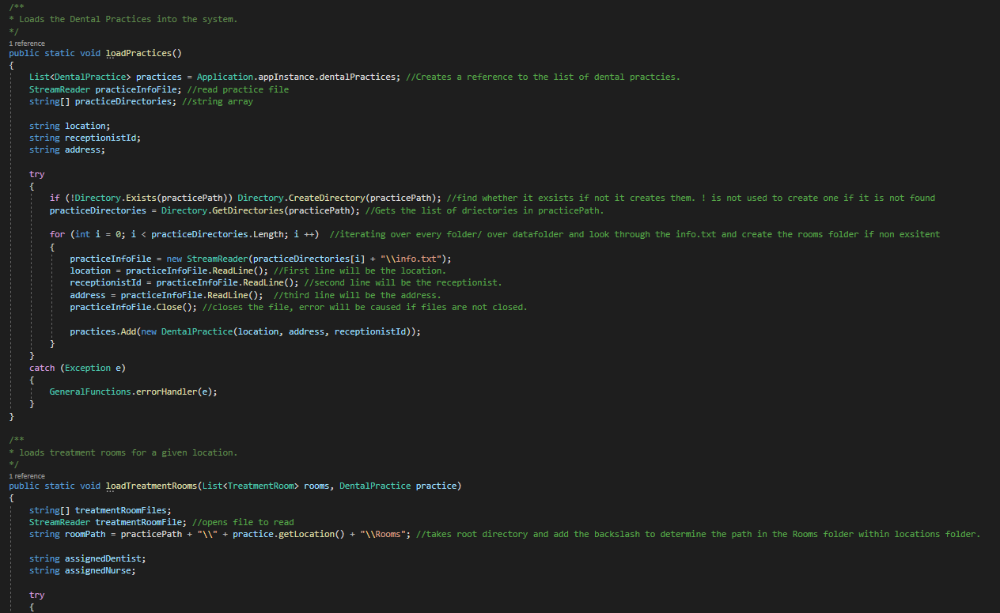 /**
* Loads the Dental Practices into the system.
*/
1 reference
public static void loadPractices()
{
List<DentalPractice> practices = Application.appInstance.dentalPractices; //Creates a reference to the list of dental practcies.
StreamReader practiceInfoFile; //read practice file
string[] practiceDirectories; //string array
string location;
string receptionistId;
string address;
try
{
if (!Directory.Exists(practicePath)) Directory.CreateDirectory(practicePath); //find whether it exsists if not it creates them. ! is not used to create one if it is not found
practiceDirectories = Directory.GetDirectories(practicePath); //Gets the list of driectories in practicePath.
for (int i = 0; i < practiceDirectories.Length; i ++)  //iterating over every folder/ over datafolder and look through the info.txt and create the rooms folder if non exsitent
{
practiceInfoFile = new StreamReader(practiceDirectories[i] + "\\info.txt");
location = practiceInfoFile.ReadLine(); //First line will be the location.
receptionistId = practiceInfoFile.ReadLine(); //second line will be the receptionist.
address = practiceInfoFile.ReadLine();  //third line will be the address.
practiceInfoFile.Close(); //closes the file, error will be caused if files are not closed.
practices.Add(new DentalPractice(location, address, receptionistId));
}
}
catch (Exception e)
{
GeneralFunctions.errorHandler(e);
}
}
/**
* loads treatment rooms for a given location.
*/
1 reference
public static void loadTreatmentRooms(List<TreatmentRoom> rooms, DentalPractice practice)
{
string[] treatmentRoomFiles;
StreamReader treatmentRoomFile; //opens file to read
string roomPath = practicePath + "\\" + practice.getLocation() + "\\Rooms"; //takes root directory and add the backslash to determine the path in the Rooms folder within locations folder.
string assignedDentist;
string assignedNurse;
try
{